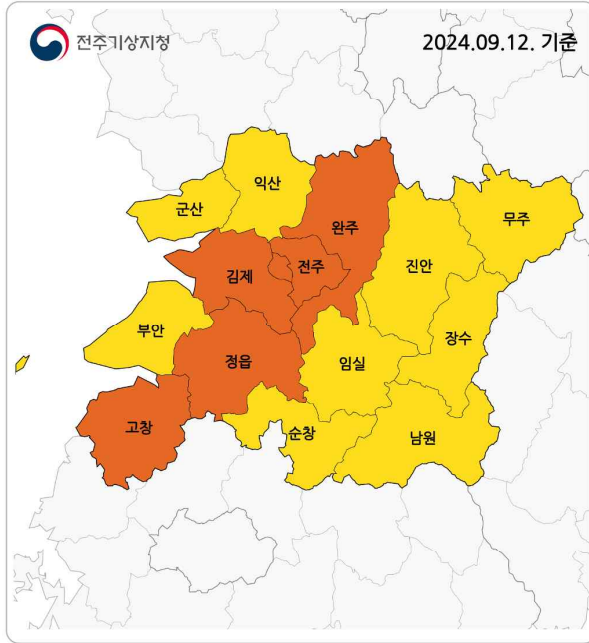 전주기상지청
2024.09.12. 기준
익산
군산
완주
무주
전주
김제
진안
부안
장수
정읍
임실
고창
순창
남원